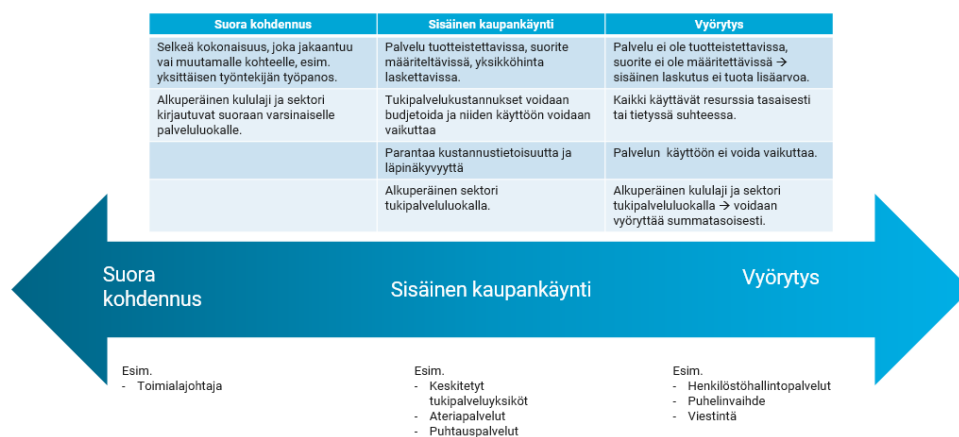 Suora kohdennus
Sisäinen kaupankäynti
Vyörytys
Selkeä kokonaisuus, joka jakaantuu
vai muutamalle kohteelle, esim.
yksittäisen työntekijän työpanos.
Palvelu tuotteistettavissa, suorite
määriteltävissä, yksikköhinta
laskettavissa.
Palvelu ei ole tuotteistettavissa,
suorite ei ole määritettävissä →
sisäinen laskutus ei tuota lisäarvoa.
Alkuperäinen kululaji ja sektori
kirjautuvat suoraan varsinaiselle
palveluluokalle.
Tukipalvelukustannukset voidaan
budjetoida ja niiden käyttöön voidaan
vaikuttaa
Kaikki käyttävät resurssia tasaisesti
tai tietyssä suhteessa.
Parantaa kustannustietoisuutta ja
läpinäkyvyyttä
Palvelun käyttöön ei voida vaikuttaa.
Alkuperäinen sektori
tukipalveluluokalla.
Alkuperäinen kululaji ja sektori
tukipalveluluokalla → voidaan
vyöryttää summatasoisesti.
Suora
kohdennus
Sisäinen kaupankäynti
Vyörytys
Esim.
- Toimialajohtaja
Esim.
- Keskitetyt
tukipalveluyksiköt
- Ateriapalvelut
- Puhtauspalvelut
Esim.
- Henkilöstöhallintopalvelut
- Puhelinvaihde
- Viestintä